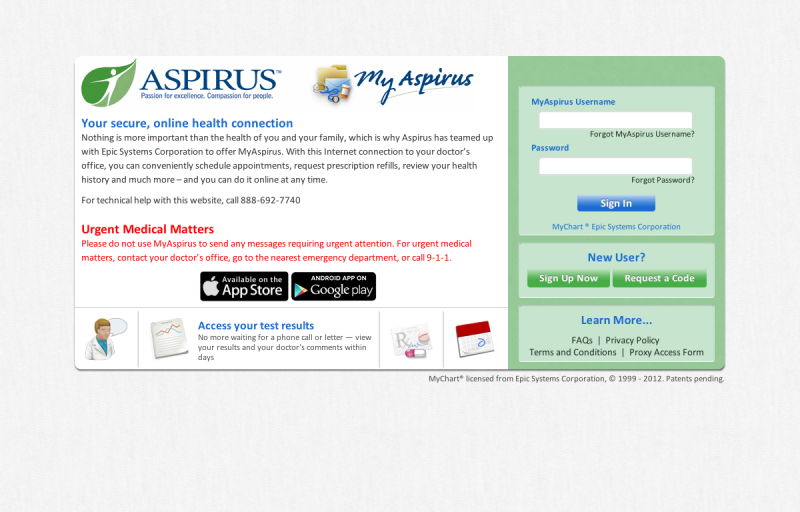 ASPIRUS™
Passion for excellence. Compassion for people.
My Aspirus
Your secure, online health connection
Nothing is more important than the health of you and your family, which is why Aspirus has teamed up
with Epic Systems Corporation to offer MyAspirus. With this Internet connection to your doctor's
office, you can conveniently schedule appointments, request prescription refills, review your health
history and much more – and you can do it online at any time.
For technical help with this website, call 888-692-7740
Urgent Medical Matters
Please do not use MyAspirus to send any messages requiring urgent attention. For urgent medical
matters, contact your doctor's office, go to the nearest emergency department, or call 9-1-1.
Available on the
App Store
ANDROID APP ON
Google play
Access your test results
No more waiting for a phone call or letter — view
your results and your doctor's comments within
days
MyAspirus Username
Forgot MyAspirus Username?
Password
Forgot Password?
Sign In
MyChart ® Epic Systems Corporation
New User?
Sign Up Now
Request a Code
Learn More...
FAQs | Privacy Policy
Terms and Conditions | Proxy Access Form
MyChart® licensed from Epic Systems Corporation, © 1999 - 2012. Patents pending.